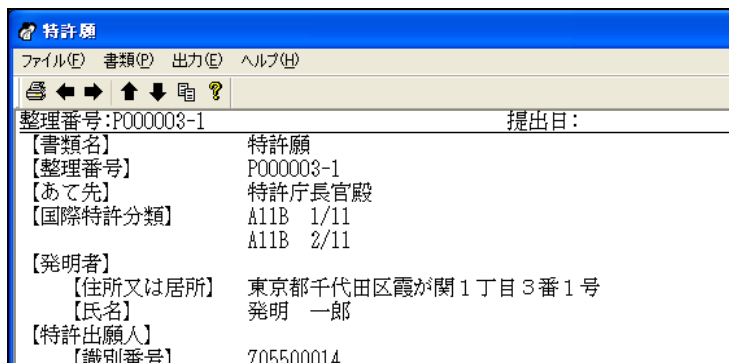 特許願
ファイル(F) 書類(P) 出力(E) ヘルプ(H)
整理番号:P000003-1 提出日:
【書類名】 特許願
【整理番号】 P000003-1
【あて先】 特許庁長官殿
【国際特許分類】 A11B 1/11
A11B 2/11
【発明者】
【住所又は居所】 東京都千代田区霞が関1丁目3番1号
【氏名】 発明 一郎
【特許出願人】
【識別番号】 705500014